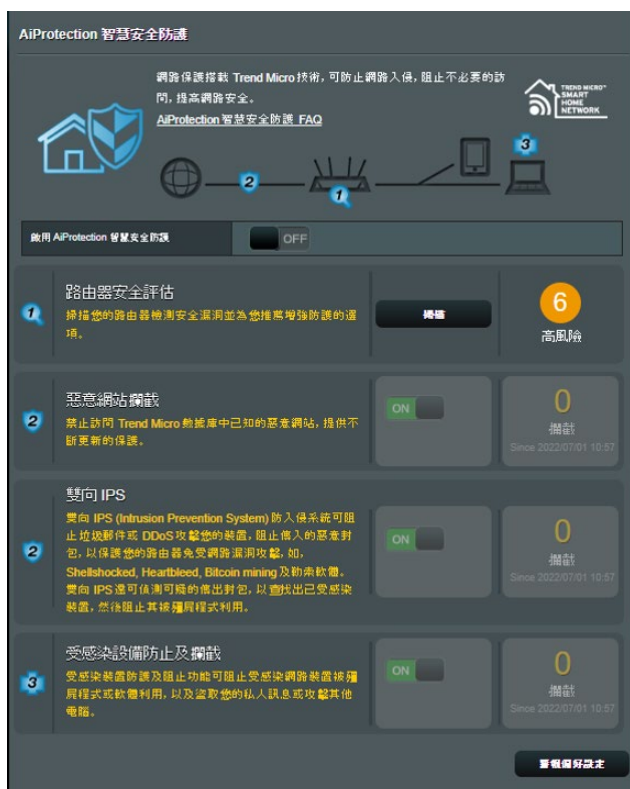 AiProtection 智慧安全防護
網路保護搭載 Trend Micro 技術, 可防止網路入侵, 阻止不必要的訪
問, 提高網路安全。
AiProtection 智慧安全防護 FAQ
TREND MICRO™
SMART
HOME
NETWORK
3
2
1
啟用 AiProtection 智慧安全防護
OFF
1
路由器安全評估
掃描您的路由器檢測安全漏洞並為您推薦增強防護的選
項。
掃描
6
高風險
2
惡意網站攔截
禁止訪問 Trend Micro 數據庫中已知的惡意網站, 提供不
斷更新的保護。
ON
0
攔截
Since 2022/07/01 10:57
2
雙向 IPS
雙向 IPS (Intrusion Prevention System) 防入侵系統可阻
止垃圾郵件或 DDoS 攻擊您的裝置, 阻止傳入的惡意封
包, 以保護您的路由器免受網路漏洞攻擊, 如,
Shellshocked, Heartbleed, Bitcoin mining 及勒索軟體。
雙向 IPS 還可偵測可疑的傳出封包, 以查找出已受感染
裝置, 然後阻止其被殭屍程式利用。
ON
0
攔截
Since 2022/07/01 10:57
3
受感染設備防止及攔截
受感染裝置防護及阻止功能可阻止受感染網路裝置被殭
屍程式或軟體利用, 以及盜取您的私人訊息或攻擊其他
電腦。
ON
0
攔截
Since 2022/07/01 10:57
警報偏好設定